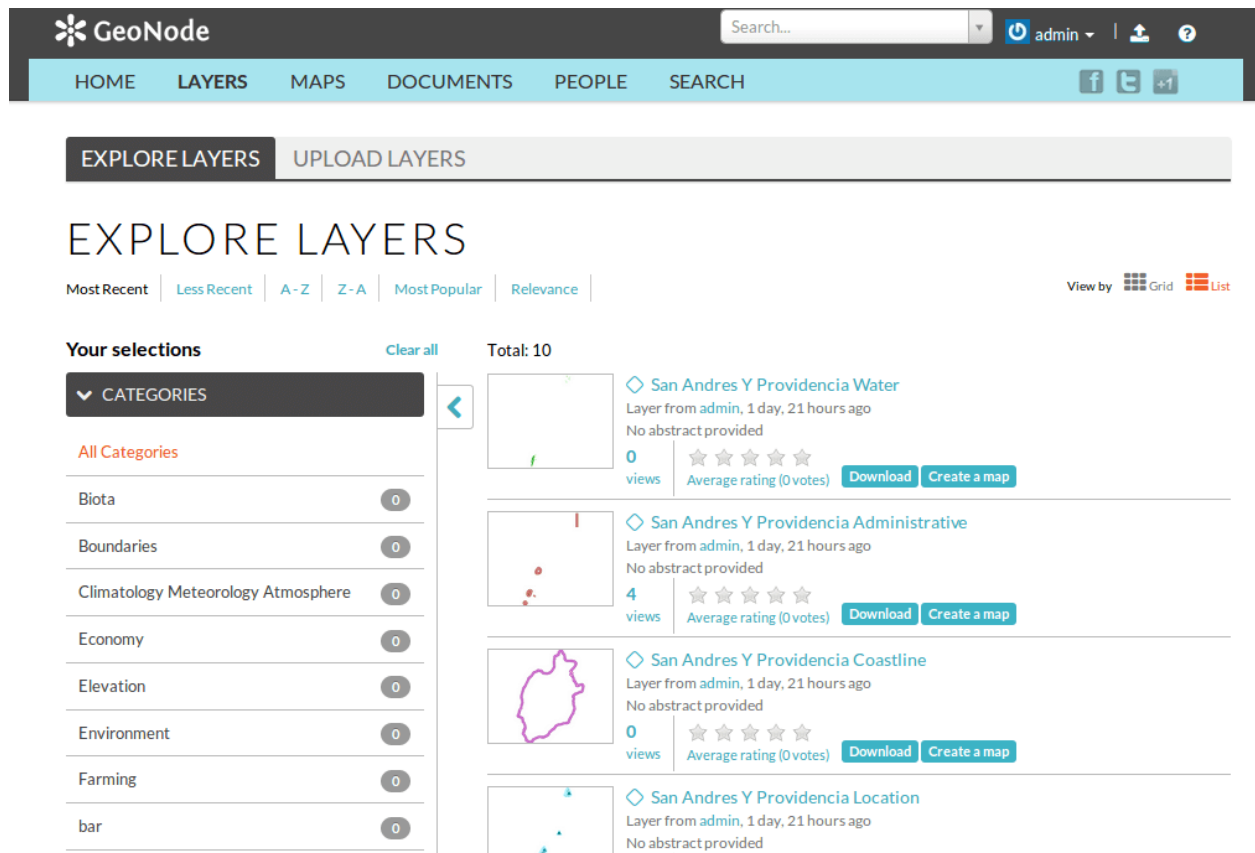 GeoNode
Search...
admin
HOME LAYERS MAPS DOCUMENTS PEOPLE SEARCH
f t +1
EXPLORE LAYERS UPLOAD LAYERS
EXPLORE LAYERS
Most Recent Less Recent A - Z Z - A Most Popular Relevance
View by Grid List
Your selections Clear all
CATEGORIES
All Categories
Biota 0
Boundaries 0
Climatology Meteorology Atmosphere 0
Economy 0
Elevation 0
Environment 0
Farming 0
bar 0
Total: 10
San Andres Y Providencia Water
Layer from admin, 1 day, 21 hours ago
No abstract provided
0 views
Average rating (0 votes) Download Create a map
San Andres Y Providencia Administrative
Layer from admin, 1 day, 21 hours ago
No abstract provided
4 views
Average rating (0 votes) Download Create a map
San Andres Y Providencia Coastline
Layer from admin, 1 day, 21 hours ago
No abstract provided
0 views
Average rating (0 votes) Download Create a map
San Andres Y Providencia Location
Layer from admin, 1 day, 21 hours ago
No abstract provided